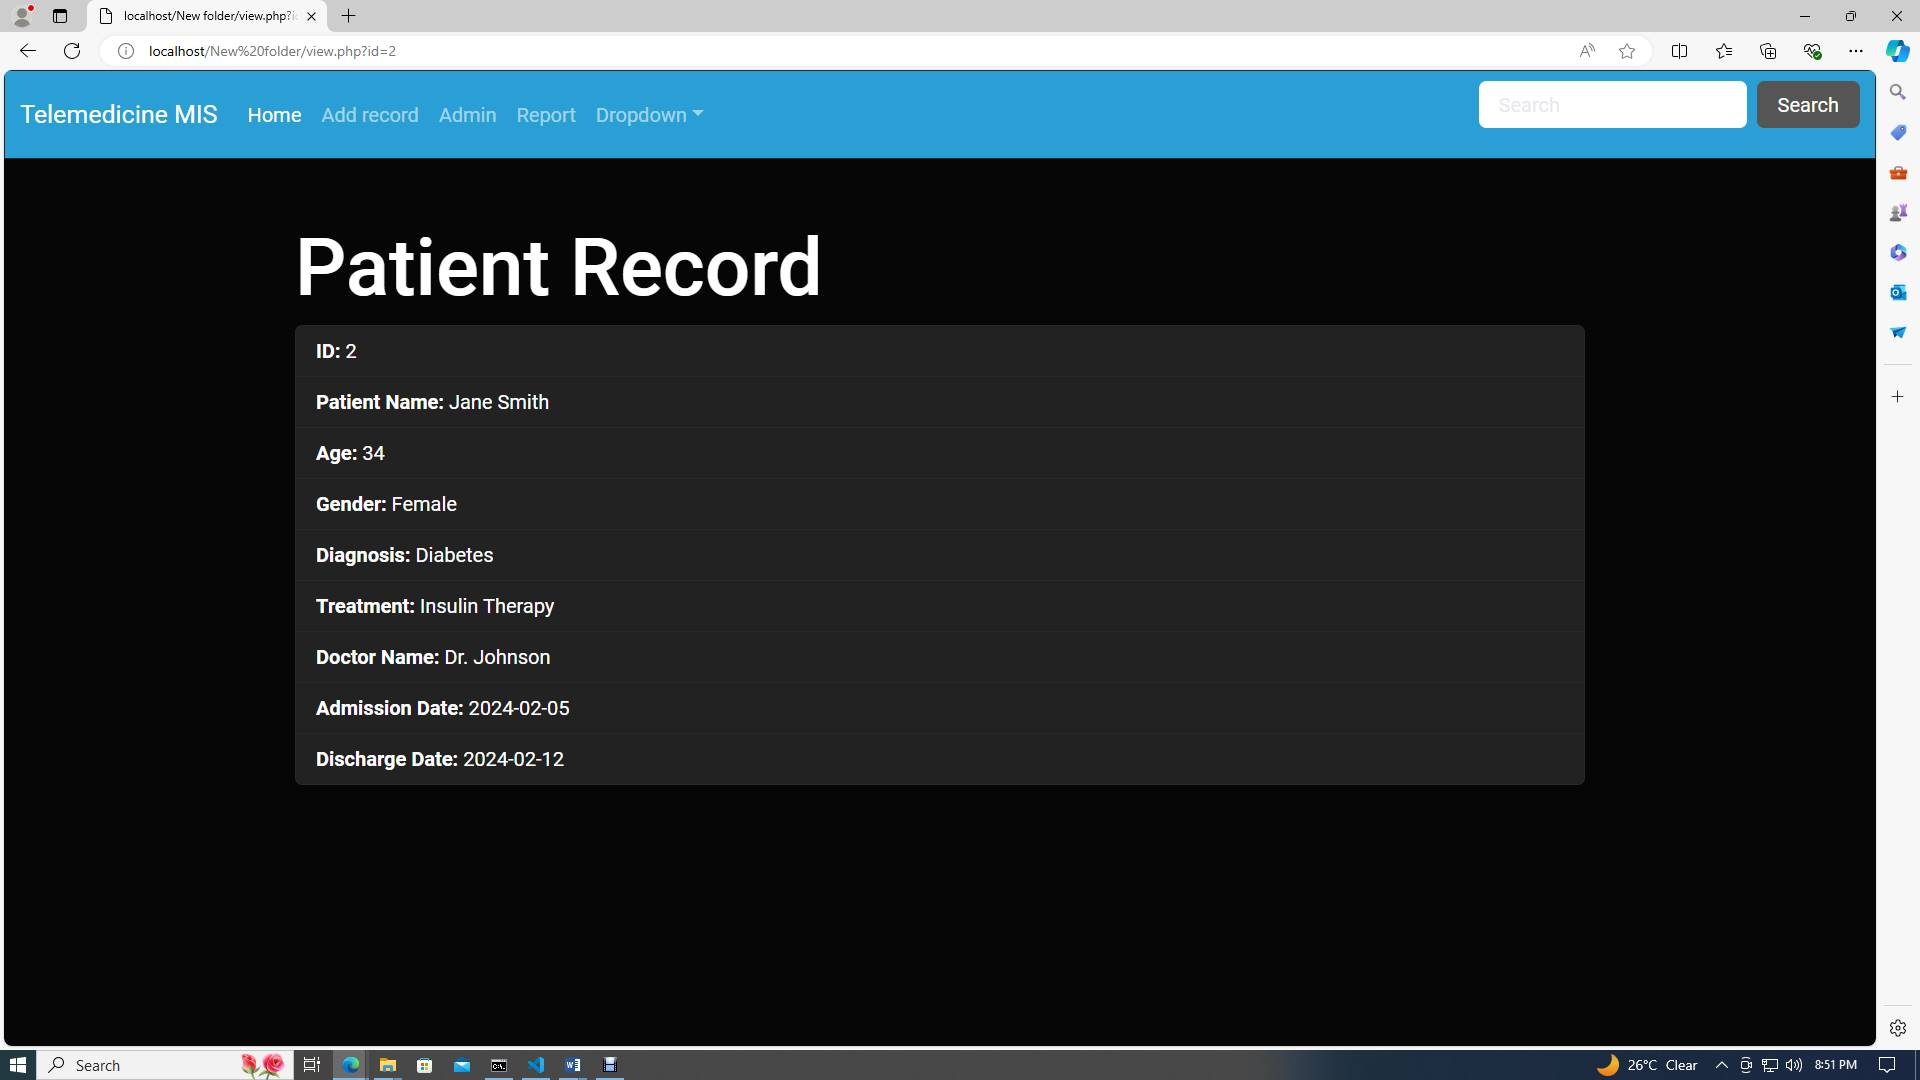 localhost/New folder/view.php?i
localhost/New%20folder/view.php?id=2
Telemedicine MIS Home Add record Admin Report Dropdown Search Search
Patient Record
ID: 2
Patient Name: Jane Smith
Age: 34
Gender: Female
Diagnosis: Diabetes
Treatment: Insulin Therapy
Doctor Name: Dr. Johnson
Admission Date: 2024-02-05
Discharge Date: 2024-02-12
Search 26°C Clear 8:51 PM